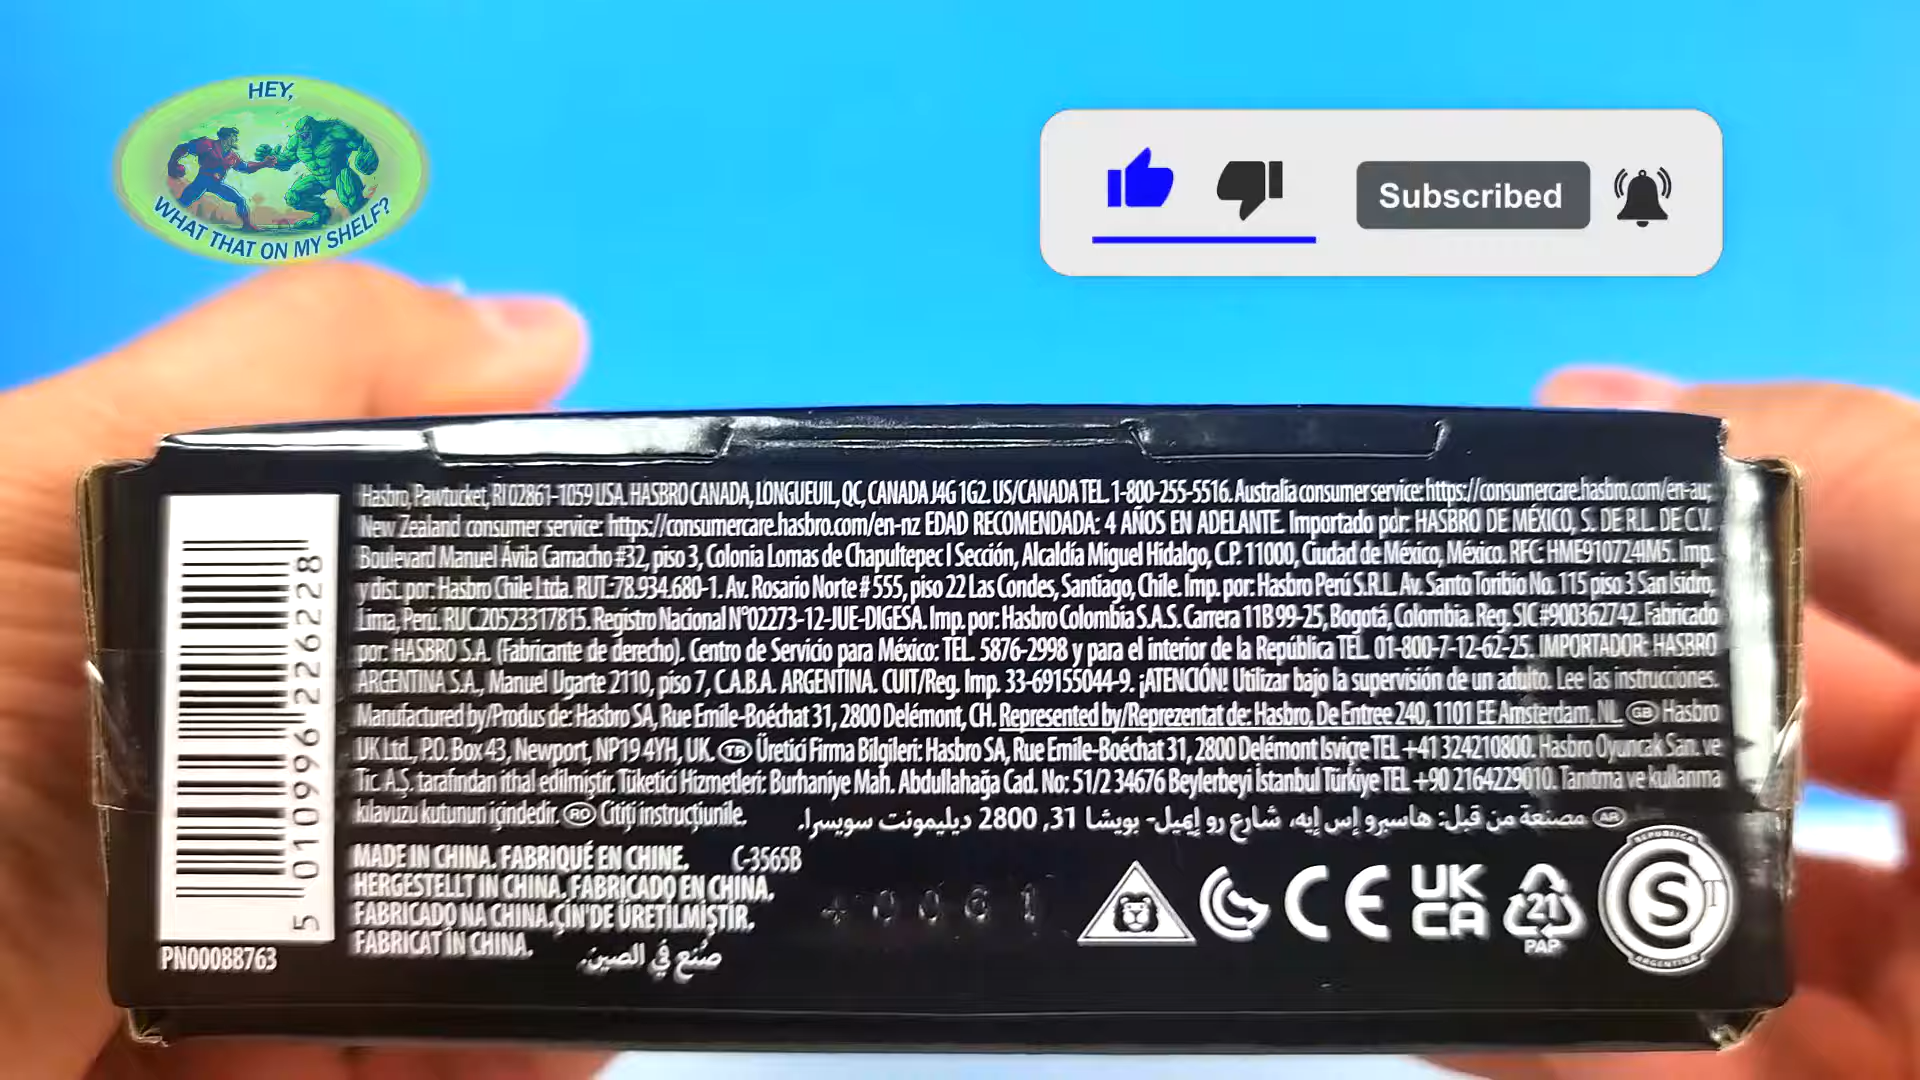 HEY,
WHAT THAT ON MY SHELF?
Subscribed
Hasbro, Pawtucket, RI 02861-1059 USA. HASBRO CANADA, LONGUEUIL, QC, CANADA J4G 1G2. US/CANADA TEL. 1-800-255-5516. Australia consumer service: https://consumercare.hasbro.com/en-au;
New Zealand consumer service: https://consumercare.hasbro.com/en-nz EDAD RECOMENDADA: 4 AÑOS EN ADELANTE. Importado por: HASBRO DE MÉXICO, S. DE R.L. DE C.V.
Boulevard Manuel Ávila Camacho #32, piso 3, Colonia Lomas de Chapultepec I Sección, Alcaldía Miguel Hidalgo, C.P. 11000, Ciudad de México, México. RFC: HME910724IM5. Imp.
y dist. por: Hasbro Chile Ltda. RUT:78.934.680-1. Av. Rosario Norte # 555, piso 22 Las Condes, Santiago, Chile. Imp. por: Hasbro Perú S.R.L. Av. Santo Toribio No. 115 piso 3 San Isidro,
Lima, Perú. RUC.20523317815. Registro Nacional N°02273-12-JUE-DIGESA. Imp. por: Hasbro Colombia S.A.S. Carrera 11B 99-25, Bogotá, Colombia. Reg. SIC #900362742. Fabricado
por: HASBRO S.A. (Fabricante de derecho). Centro de Servicio para México: TEL. 5876-2998 y para el interior de la República TEL. 01-800-7-12-62-25. IMPORTADOR: HASBRO
ARGENTINA S.A., Manuel Ugarte 2110, piso 7, C.A.B.A. ARGENTINA. CUIT/Reg. Imp. 33-69155044-9. ¡ATENCIÓN! Utilizar bajo la supervisión de un adulto. Lee las instrucciones.
Manufactured by/Produs de: Hasbro SA, Rue Emile-Boéchat 31, 2800 Delémont, CH. Represented by/Reprezentat de: Hasbro, De Entree 240, 1101 EE Amsterdam, NL. GB Hasbro
UK Ltd., P.O. Box 43, Newport, NP19 4YH, UK. TR Üretici Firma Bilgileri: Hasbro SA, Rue Emile-Boéchat 31, 2800 Delémont İsviçre TEL +41 324210800. Hasbro Oyuncak San. ve
Tic. A.Ş. tarafından ithal edilmiştir. Tüketici Hizmetleri: Burhaniye Mah. Abdullahağa Cad. No: 51/2 34676 Beylerbeyi İstanbul Türkiye TEL +90 2164229010. Tanıtma ve kullanma
kılavuzu kutunun içindedir. RO Citiți instrucțiunile.
AR مصنعة من قبل: هاسبرو إس إيه، شارع رو إيميل- بويشا 31, 2800 ديليمونت سويسرا.
MADE IN CHINA. FABRIQUÉ EN CHINE. C-3565B
HERGESTELLT IN CHINA. FABRICADO EN CHINA.
FABRICADO NA CHINA. ÇİN'DE ÜRETİLMİŞTİR.
FABRICAT ÎN CHINA. صُنع في الصين.
5 010996 226228
PN00088763
CE
UK
CA
21
PAP
REPUBLICA
S
T
ARGENTINA